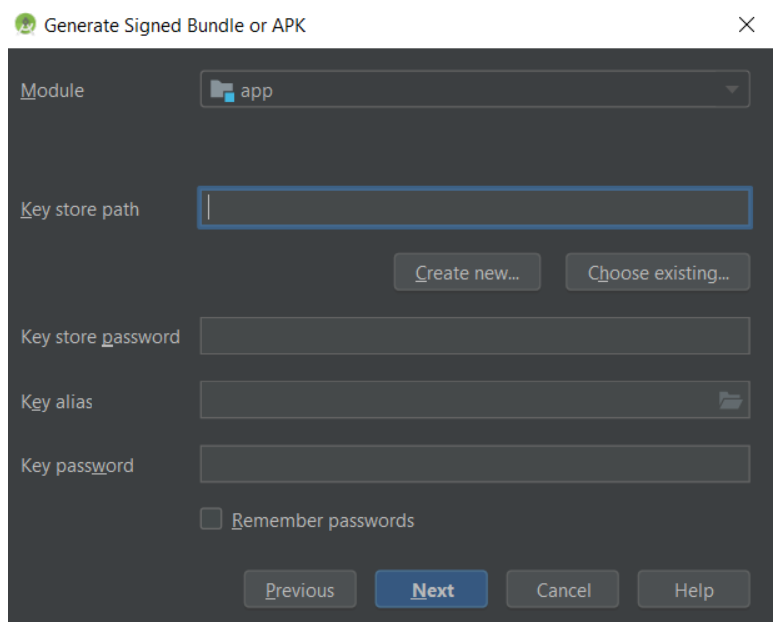 Generate Signed Bundle or APK
Module
app
Key store path
Create new...
Choose existing...
Key store password
Key alias
Key password
Remember passwords
Previous
Next
Cancel
Help